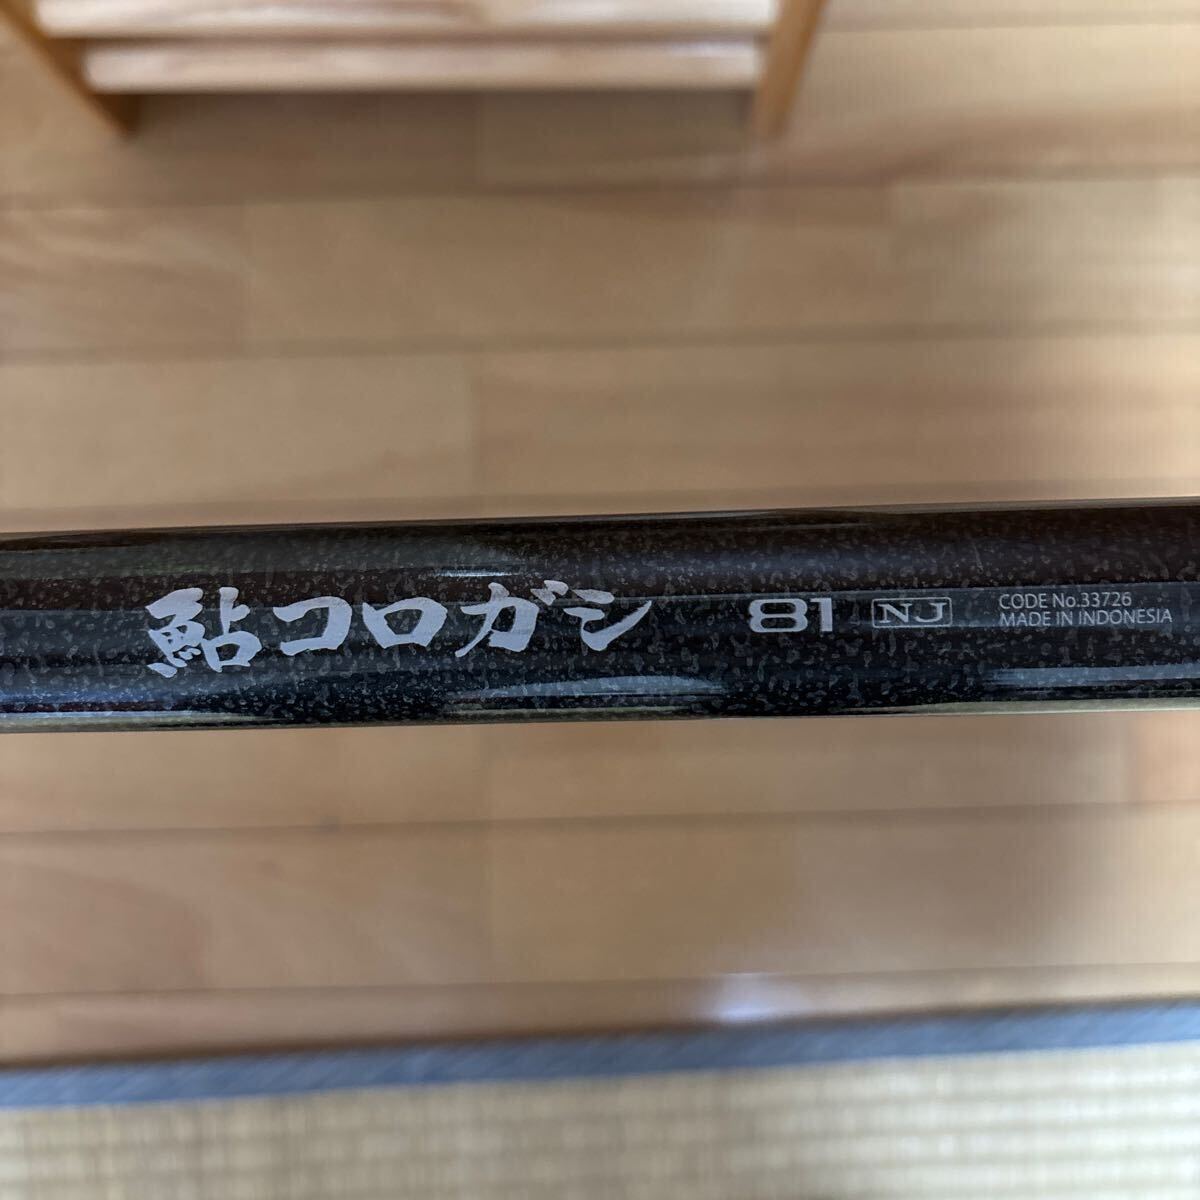 鮎コロガシ 81 NJ
CODE No.33726
MADE IN INDONESIA